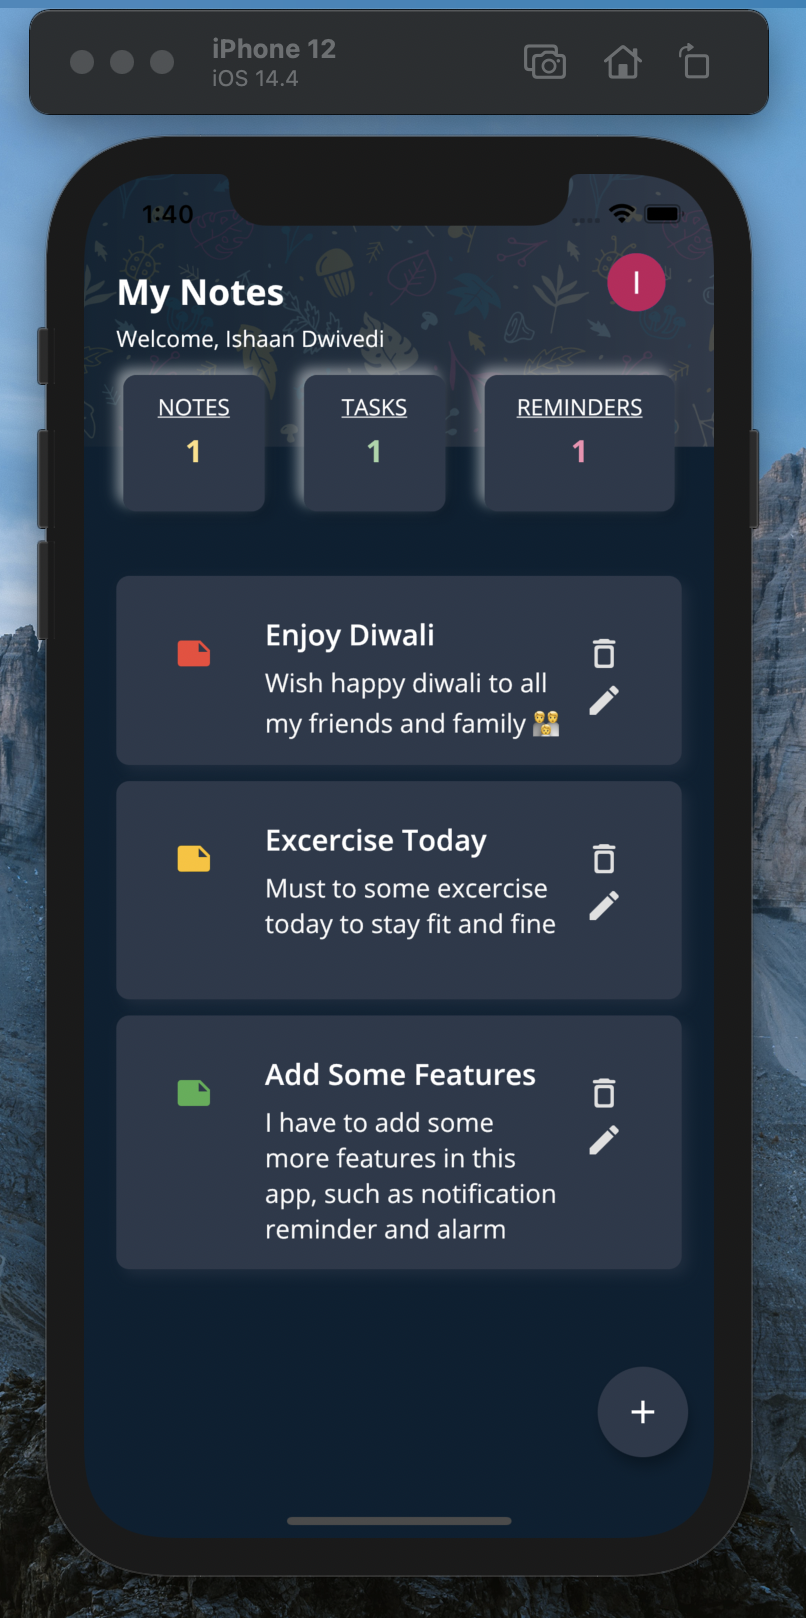 iPhone 12
iOS 14.4
1:40
My Notes
I
Welcome, Ishaan Dwivedi
NOTES
TASKS
REMINDERS
1
1
1
Enjoy Diwali
Wish happy diwali to all
my friends and family 👨‍👩‍👦
Excercise Today
Must to some excercise
today to stay fit and fine
Add Some Features
I have to add some
more features in this
app, such as notification
reminder and alarm
+